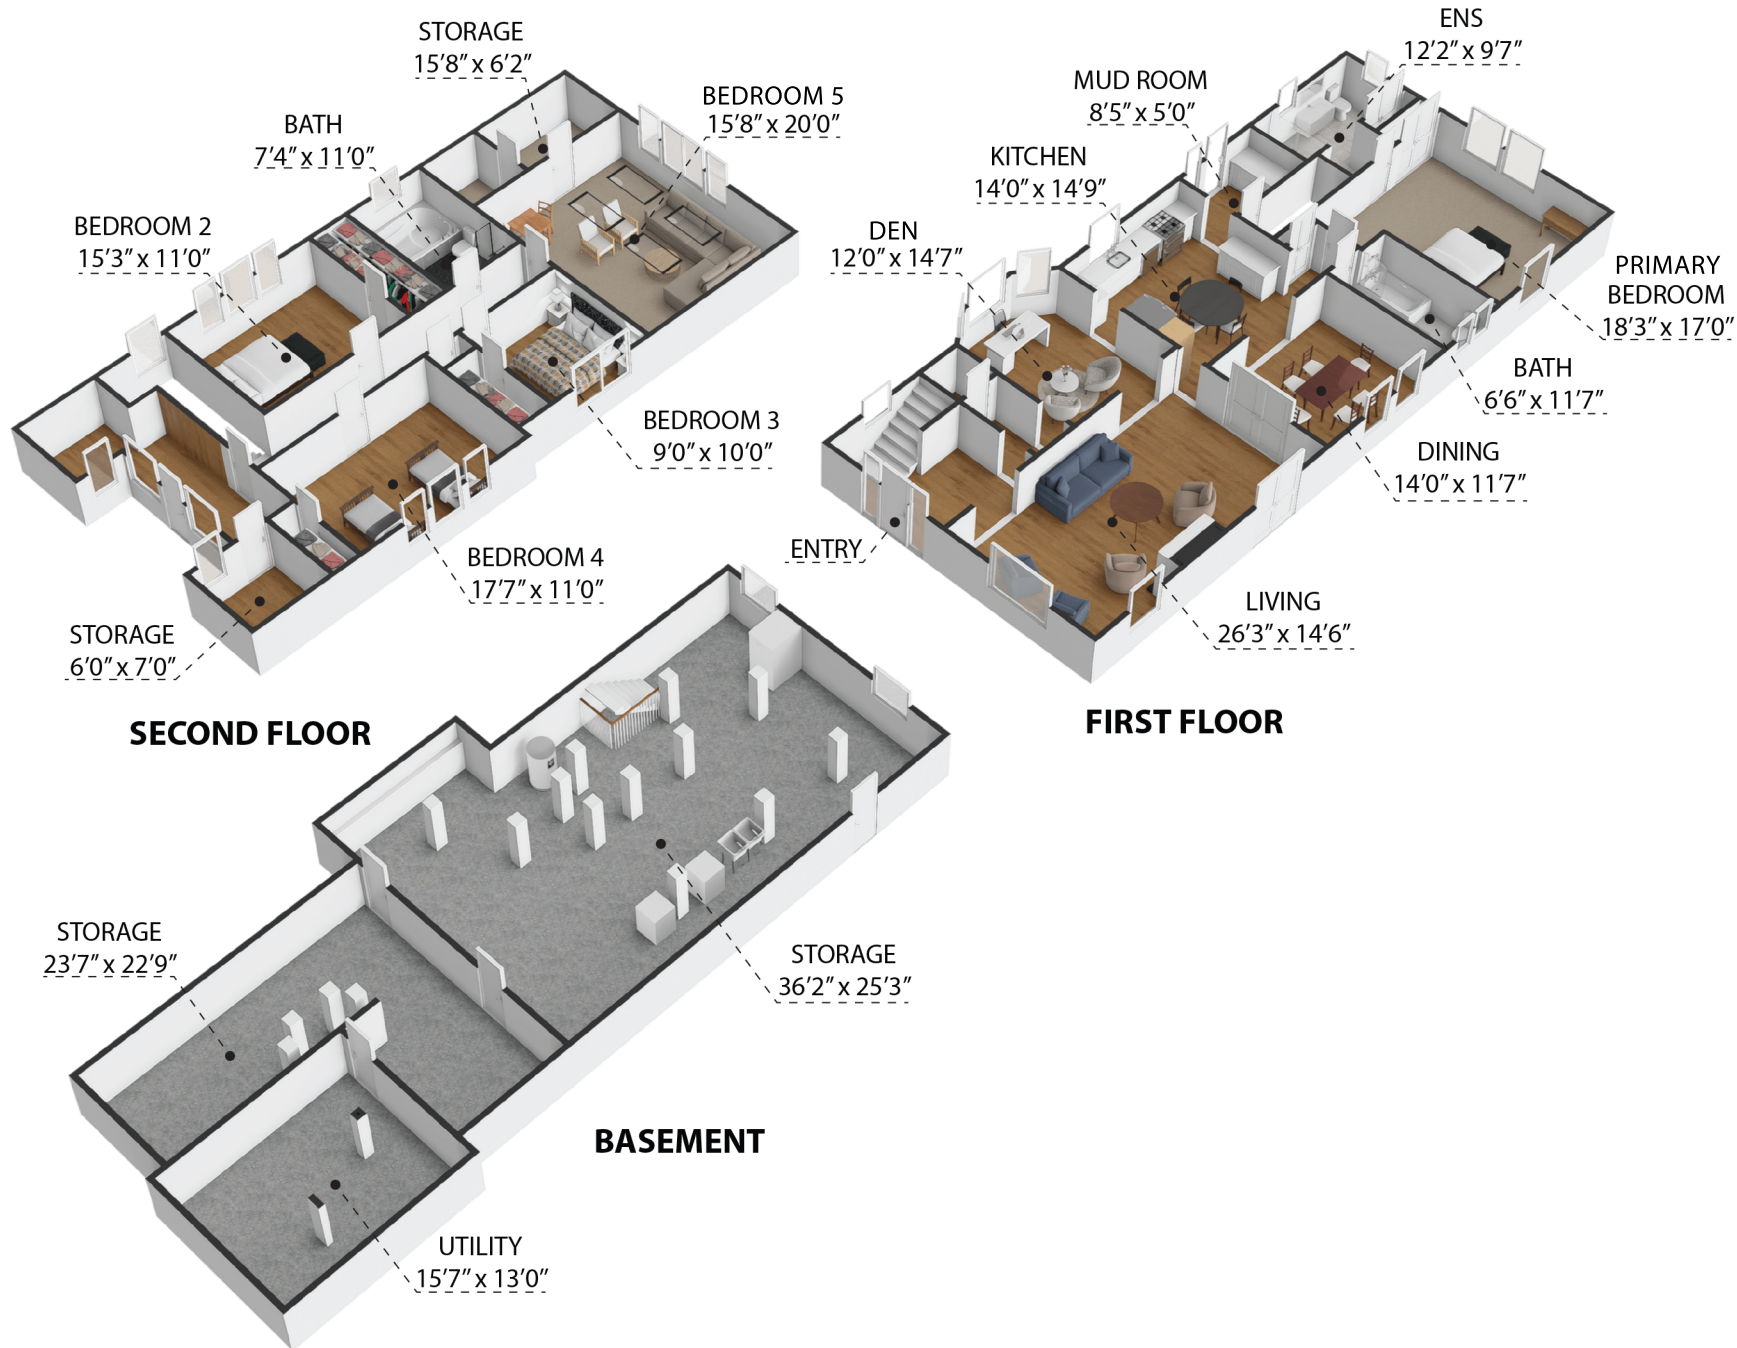 STORAGE
15’8” x 6’2”
BATH
7’4” x 11’0”
BEDROOM 5
15’8” x 20’0”
BEDROOM 2
15’3” x 11’0”
BEDROOM 3
9’0” x 10’0”
BEDROOM 4
17’7” x 11’0”
STORAGE
6’0” x 7’0”
SECOND FLOOR
ENS
12’2” x 9’7”
MUD ROOM
8’5” x 5’0”
KITCHEN
14’0” x 14’9”
DEN
12’0” x 14’7”
PRIMARY
BEDROOM
18’3” x 17’0”
BATH
6’6” x 11’7”
DINING
14’0” x 11’7”
ENTRY
LIVING
26’3” x 14’6”
FIRST FLOOR
STORAGE
23’7” x 22’9”
STORAGE
36’2” x 25’3”
UTILITY
15’7” x 13’0”
BASEMENT